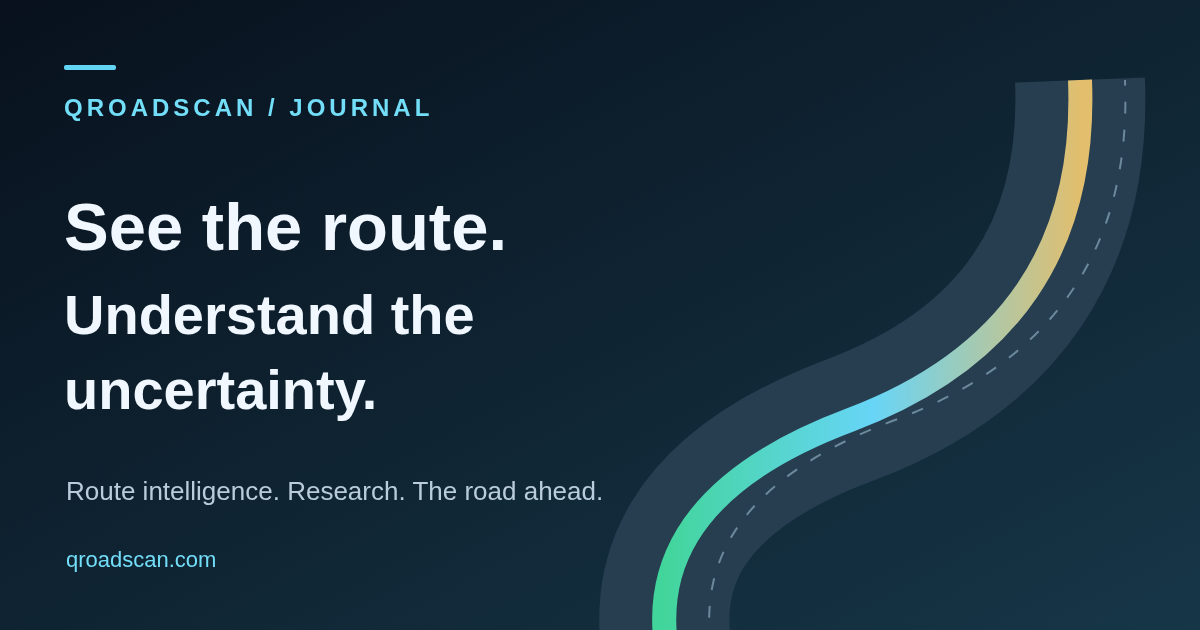 QROADSCAN / JOURNAL
See the route.
Understand the
uncertainty.
Route intelligence. Research. The road ahead.
qroadscan.com